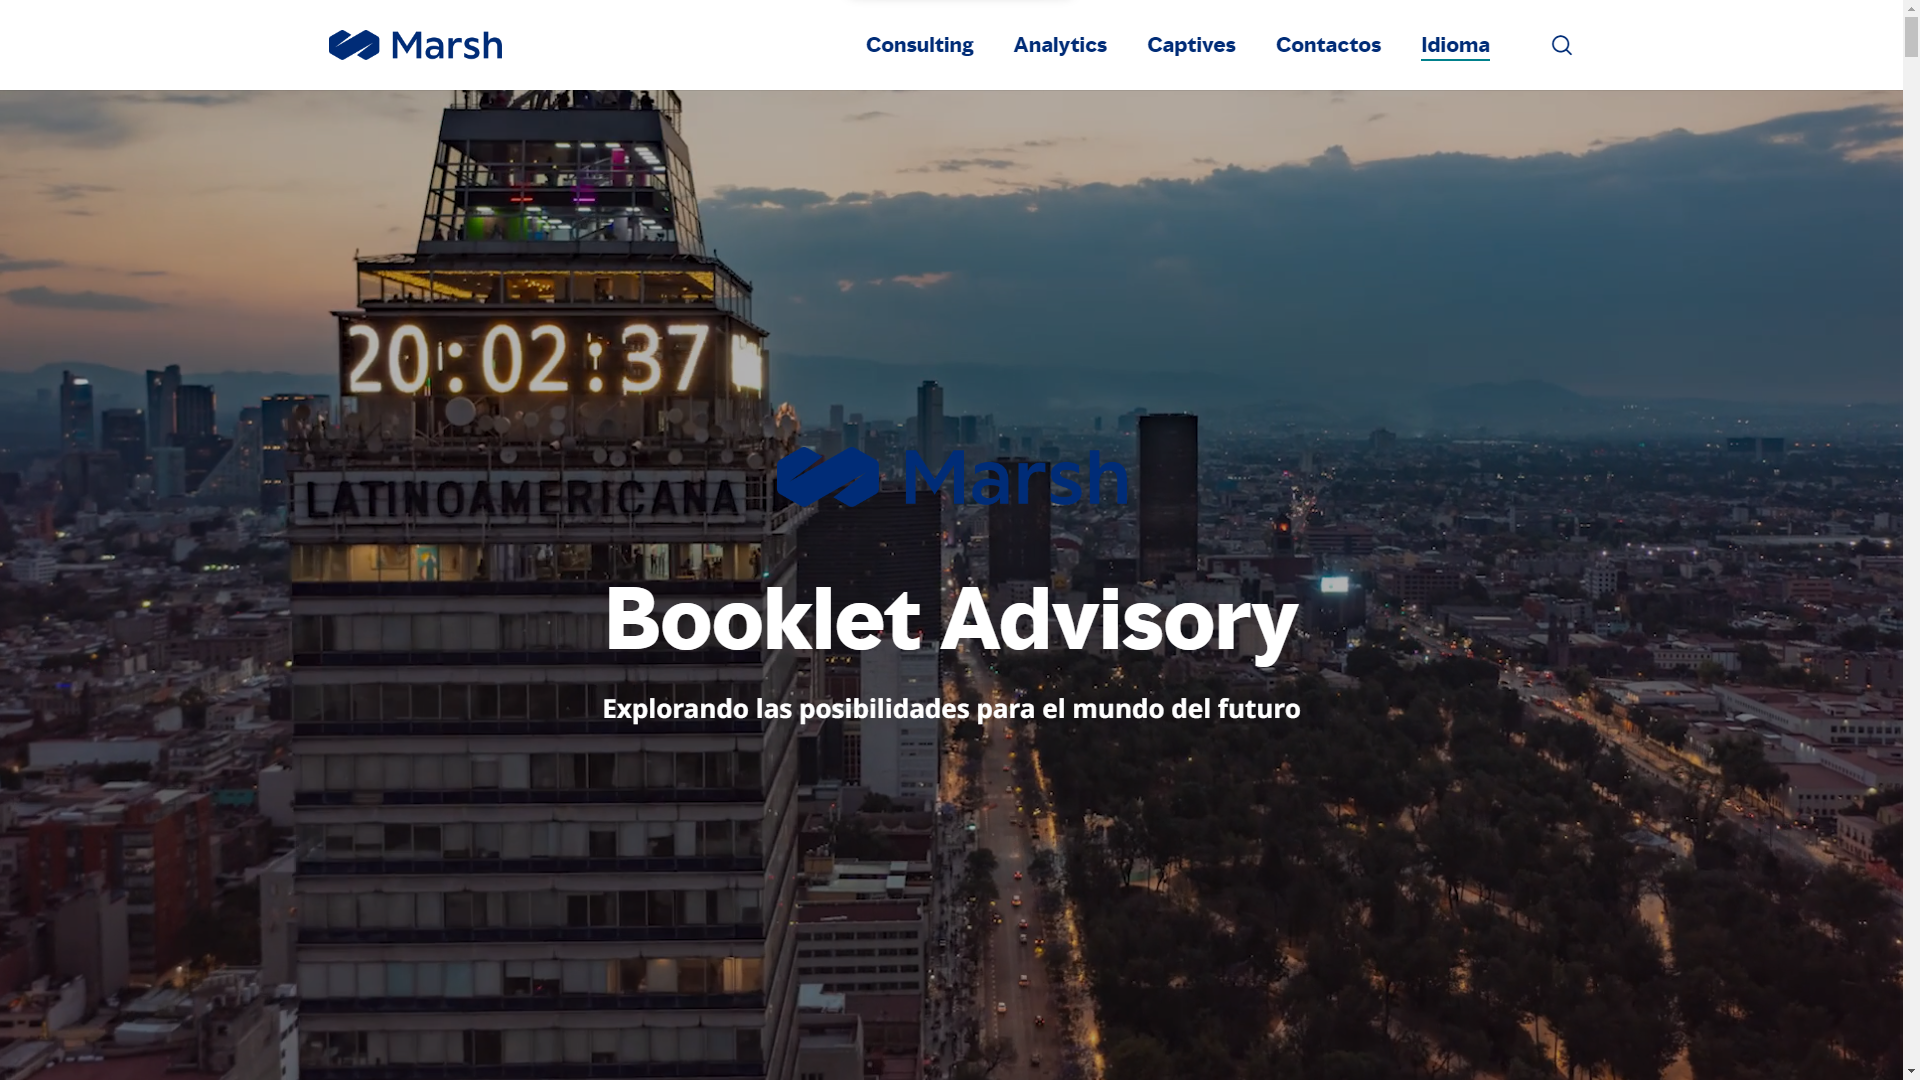 Marsh
Consulting
Analytics
Captives
Contactos
Idioma
20:02:37
LATINOAMERICANA
Marsh
Booklet Advisory
Explorando las posibilidades para el mundo del futuro